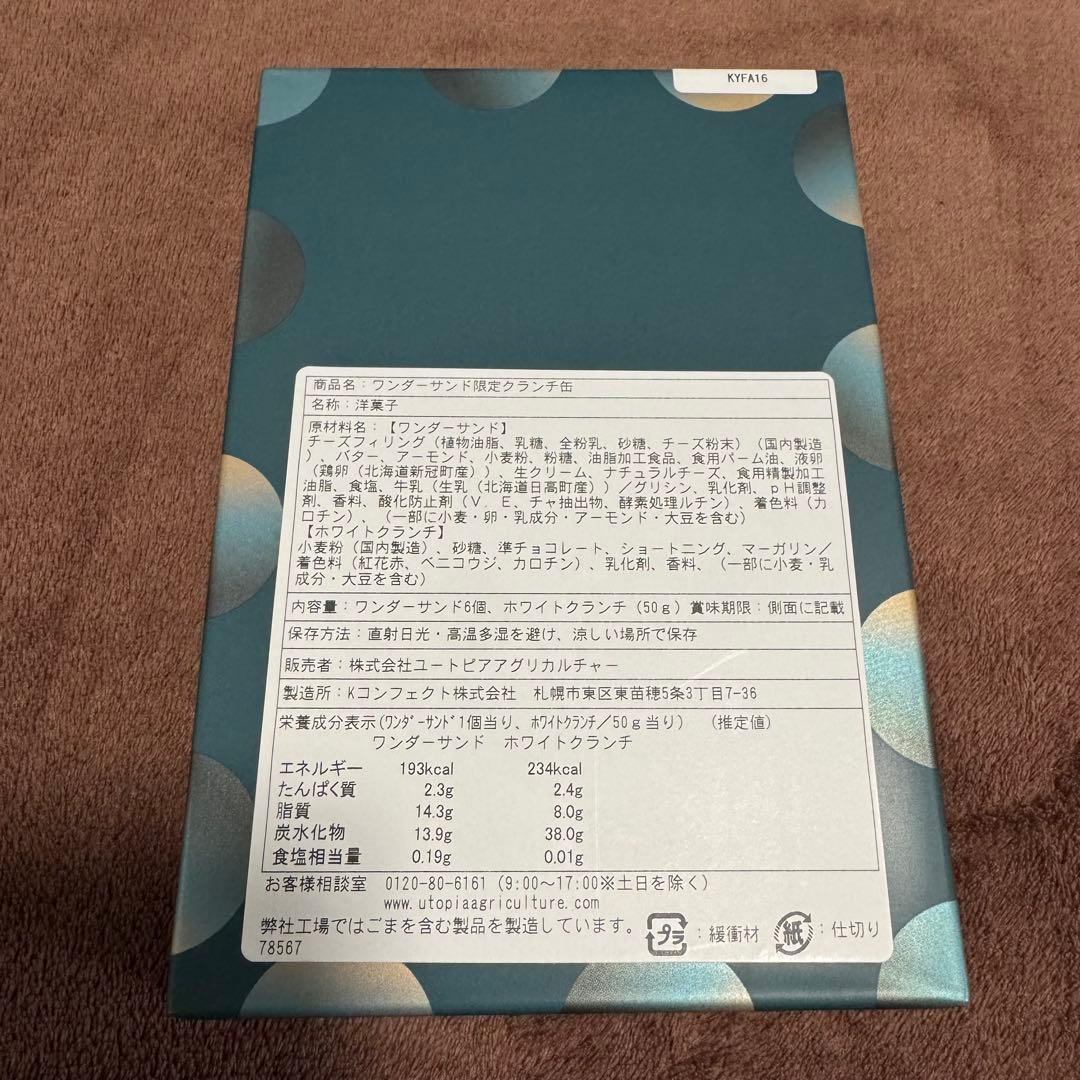 KYFA16
商品名：ワンダーサンド限定クランチ缶
名称：洋菓子
原材料名：【ワンダーサンド】
チーズフィリング（植物油脂、乳糖、全粉乳、砂糖、チーズ粉末）（国内製造
）、バター、アーモンド、小麦粉、粉糖、油脂加工食品、食用パーム油、液卵
（鶏卵（北海道新冠町産））、生クリーム、ナチュラルチーズ、食用精製加工
油脂、食塩、牛乳（生乳（北海道日高町産））／グリシン、乳化剤、ｐＨ調整
剤、香料、酸化防止剤（Ｖ．Ｅ、チャ抽出物、酵素処理ルチン）、着色料（カ
ロチン）、（一部に小麦・卵・乳成分・アーモンド・大豆を含む）
【ホワイトクランチ】
小麦粉（国内製造）、砂糖、準チョコレート、ショートニング、マーガリン／
着色料（紅花赤、ベニコウジ、カロチン）、乳化剤、香料、（一部に小麦・乳
成分・大豆を含む）
内容量：ワンダーサンド6個、ホワイトクランチ（50ｇ）賞味期限：側面に記載
保存方法：直射日光・高温多湿を避け、涼しい場所で保存
販売者：株式会社ユートピアアグリカルチャー
製造所：Kコンフェクト株式会社　札幌市東区東苗穂5条3丁目7-36
栄養成分表示(ﾜﾝﾀﾞｰｻﾝﾄﾞ1個当り、ﾎﾜｲﾄｸﾗﾝﾁ／50ｇ当り）　（推定値）
ワンダーサンド　ホワイトクランチ
エネルギー　193kcal　234kcal
たんぱく質　2.3g　2.4g
脂質　14.3g　8.0g
炭水化物　13.9g　38.0g
食塩相当量　0.19g　0.01g
お客様相談室　0120-80-6161（9:00～17:00※土日を除く）
www.utopiaagriculture.com
弊社工場ではごまを含む製品を製造しています。
プラ：緩衝材　紙：仕切り
78567